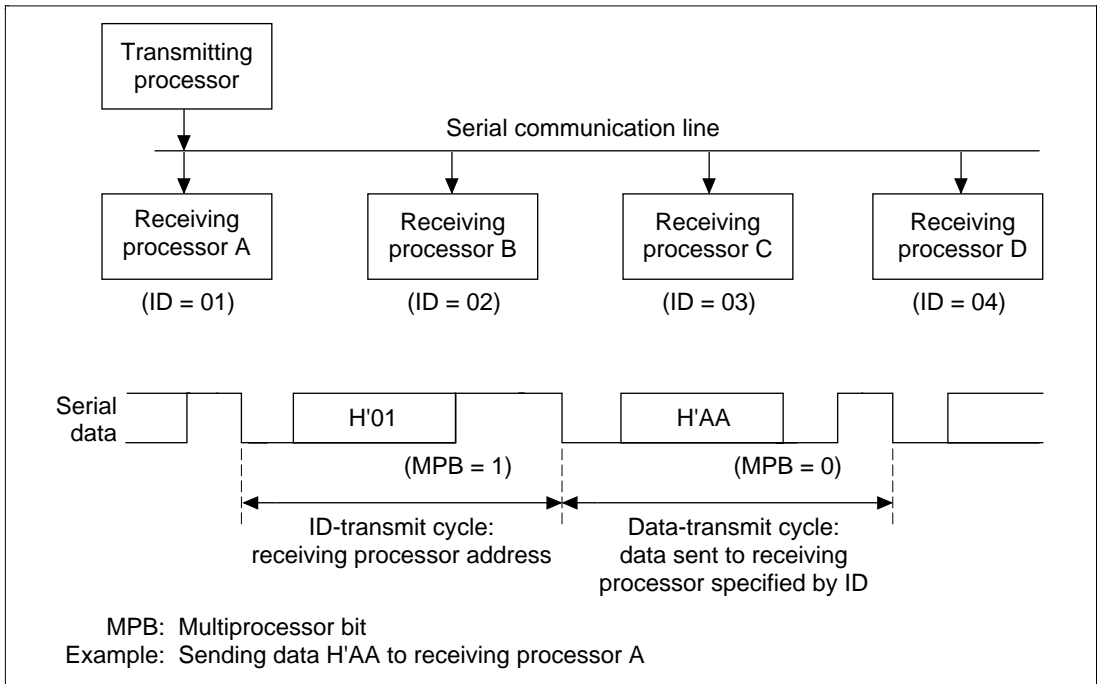 Transmitting
processor
Serial communication line
Receiving
processor A
Receiving
processor B
Receiving
processor C
Receiving
processor D
(ID = 01)
(ID = 02)
(ID = 03)
(ID = 04)
Serial
data
H'01
H'AA
(MPB = 1)
(MPB = 0)
ID-transmit cycle:
receiving processor address
Data-transmit cycle:
data sent to receiving
processor specified by ID
MPB: Multiprocessor bit
Example: Sending data H'AA to receiving processor A